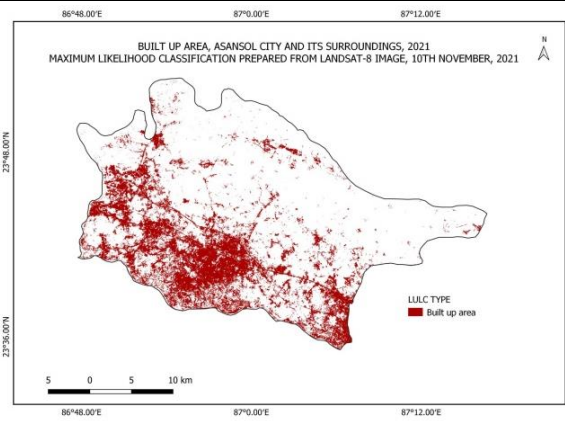 86°48.00'E 87°0.00'E 87°12.00'E
BUILT UP AREA, ASANSOL CITY AND ITS SURROUNDINGS, 2021
MAXIMUM LIKELIHOOD CLASSIFICATION PREPARED FROM LANDSAT-8 IMAGE, 10TH NOVEMBER, 2021
N
23°48.00'N
23°36.00'N
LULC TYPE
Built up area
5 0 5 10 km
86°48.00'E 87°0.00'E 87°12.00'E